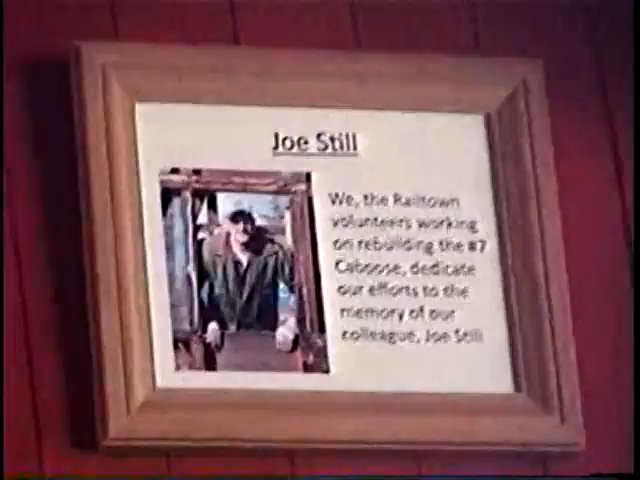 Joe Still
We, the Railtown
volunteers working
on rebuilding the #7
Caboose, dedicate
our efforts to the
memory of our
colleague, Joe Still